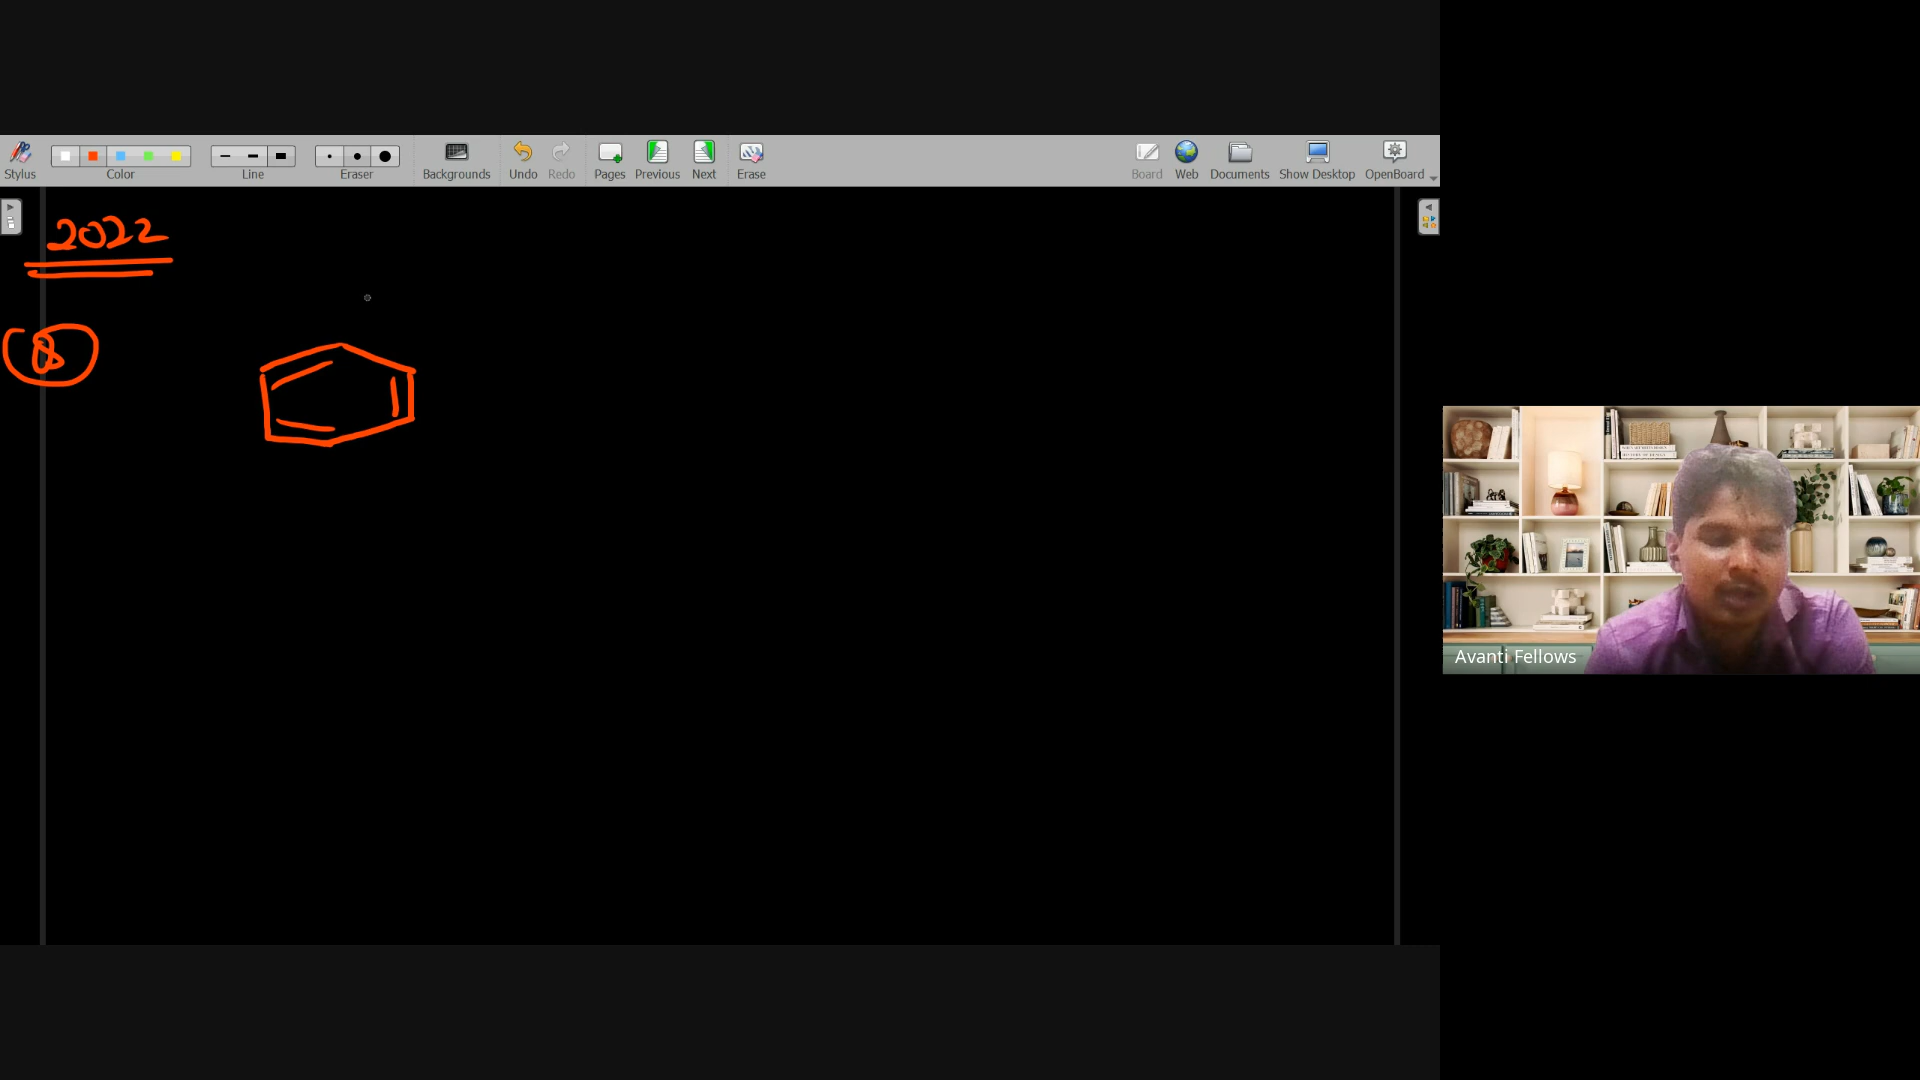 Stylus Color Line Eraser Backgrounds Undo Redo Pages Previous Next Erase Board Web Documents Show Desktop OpenBoard
2022
Avanti Fellows